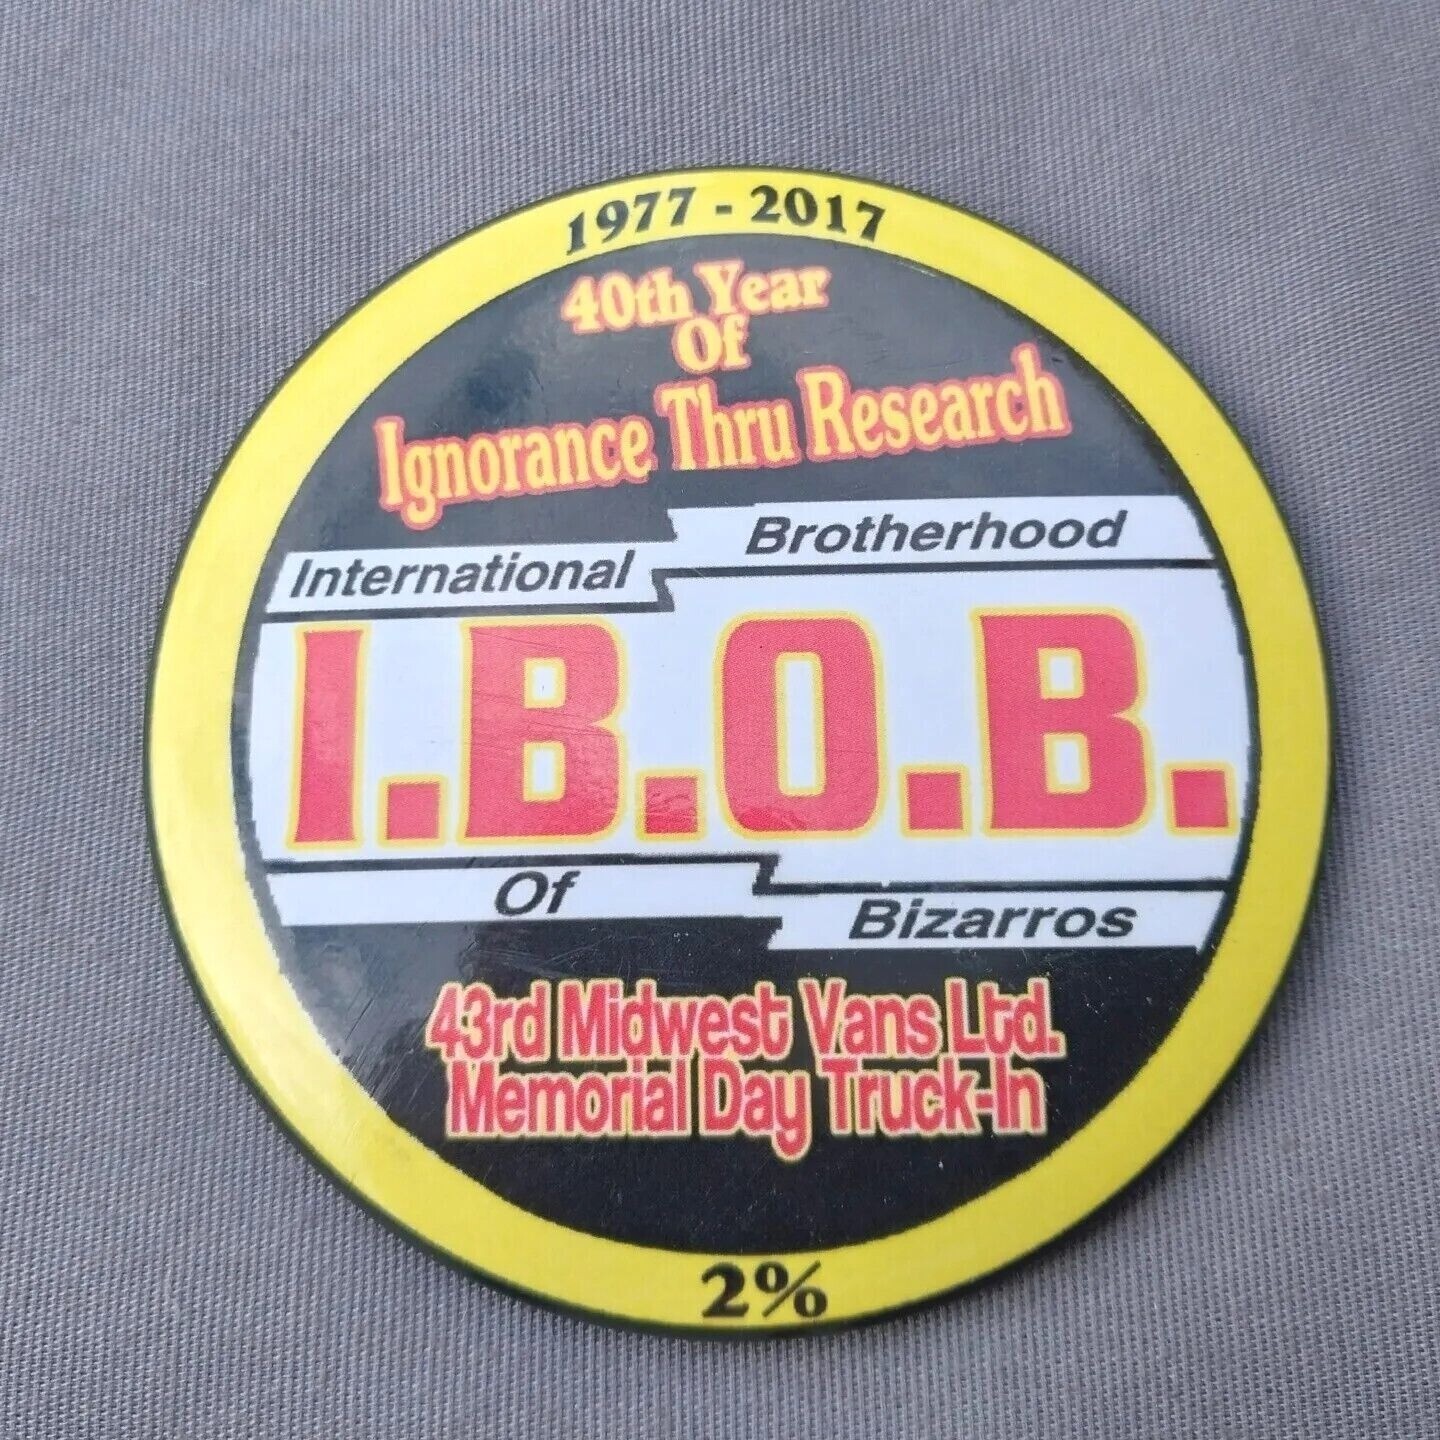 1977 - 2017
40th Year
Of
Ignorance Thru Research
International Brotherhood
I.B.O.B.
Of Bizarros
43rd Midwest Vans Ltd.
Memorial Day Truck-In
2%